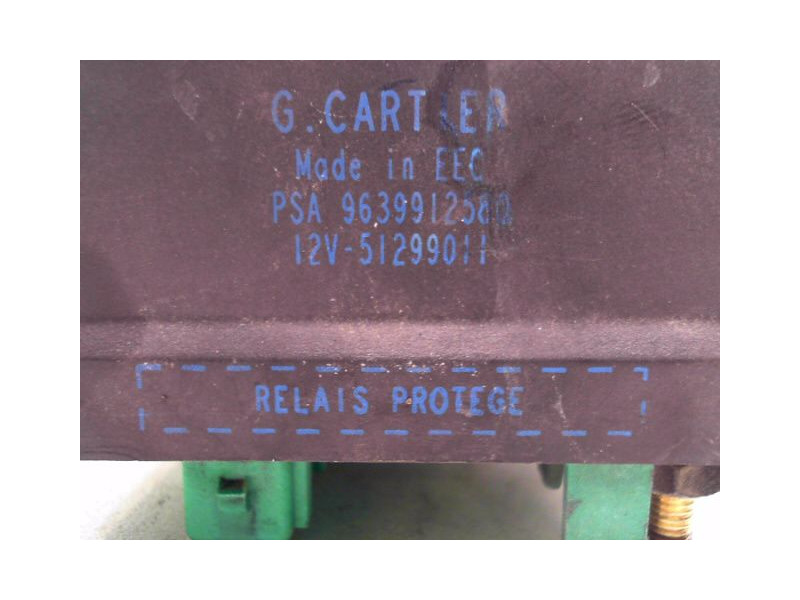 G.CARTIER
Made in EEC
PSA 9639912580
12V-51299011
RELAIS PROTEGE